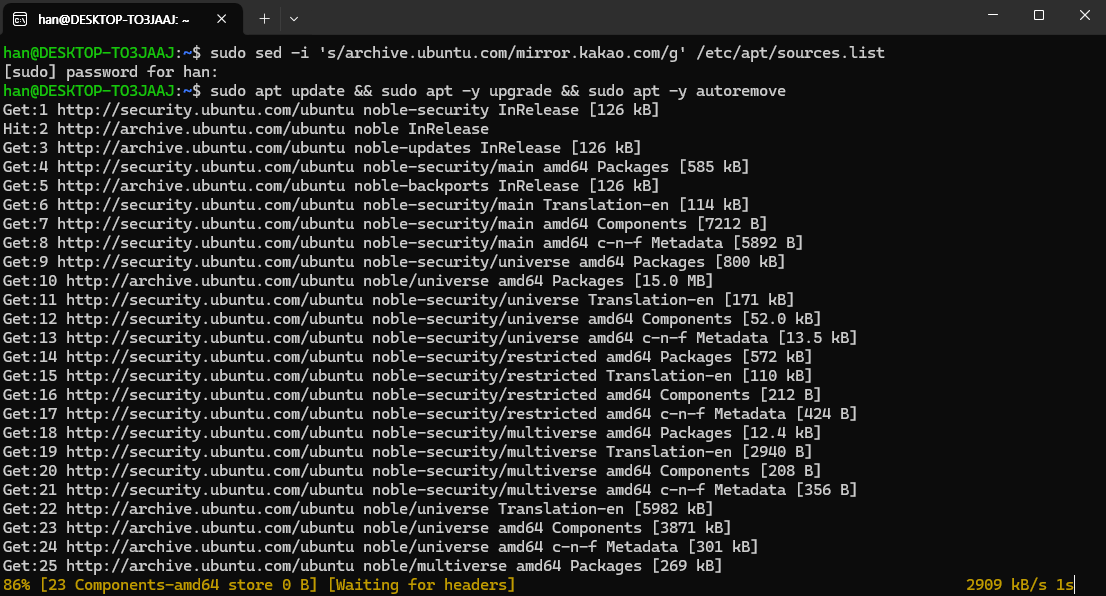 han@DESKTOP-TO3JAAJ: ~
han@DESKTOP-TO3JAAJ:~$ sudo sed -i 's/archive.ubuntu.com/mirror.kakao.com/g' /etc/apt/sources.list
[sudo] password for han:
han@DESKTOP-TO3JAAJ:~$ sudo apt update && sudo apt -y upgrade && sudo apt -y autoremove
Get:1 http://security.ubuntu.com/ubuntu noble-security InRelease [126 kB]
Hit:2 http://archive.ubuntu.com/ubuntu noble InRelease
Get:3 http://archive.ubuntu.com/ubuntu noble-updates InRelease [126 kB]
Get:4 http://security.ubuntu.com/ubuntu noble-security/main amd64 Packages [585 kB]
Get:5 http://archive.ubuntu.com/ubuntu noble-backports InRelease [126 kB]
Get:6 http://security.ubuntu.com/ubuntu noble-security/main Translation-en [114 kB]
Get:7 http://security.ubuntu.com/ubuntu noble-security/main amd64 Components [7212 B]
Get:8 http://security.ubuntu.com/ubuntu noble-security/main amd64 c-n-f Metadata [5892 B]
Get:9 http://security.ubuntu.com/ubuntu noble-security/universe amd64 Packages [800 kB]
Get:10 http://archive.ubuntu.com/ubuntu noble/universe amd64 Packages [15.0 MB]
Get:11 http://security.ubuntu.com/ubuntu noble-security/universe Translation-en [171 kB]
Get:12 http://security.ubuntu.com/ubuntu noble-security/universe amd64 Components [52.0 kB]
Get:13 http://security.ubuntu.com/ubuntu noble-security/universe amd64 c-n-f Metadata [13.5 kB]
Get:14 http://security.ubuntu.com/ubuntu noble-security/restricted amd64 Packages [572 kB]
Get:15 http://security.ubuntu.com/ubuntu noble-security/restricted Translation-en [110 kB]
Get:16 http://security.ubuntu.com/ubuntu noble-security/restricted amd64 Components [212 B]
Get:17 http://security.ubuntu.com/ubuntu noble-security/restricted amd64 c-n-f Metadata [424 B]
Get:18 http://security.ubuntu.com/ubuntu noble-security/multiverse amd64 Packages [12.4 kB]
Get:19 http://security.ubuntu.com/ubuntu noble-security/multiverse Translation-en [2940 B]
Get:20 http://security.ubuntu.com/ubuntu noble-security/multiverse amd64 Components [208 B]
Get:21 http://security.ubuntu.com/ubuntu noble-security/multiverse amd64 c-n-f Metadata [356 B]
Get:22 http://archive.ubuntu.com/ubuntu noble/universe Translation-en [5982 kB]
Get:23 http://archive.ubuntu.com/ubuntu noble/universe amd64 Components [3871 kB]
Get:24 http://archive.ubuntu.com/ubuntu noble/universe amd64 c-n-f Metadata [301 kB]
Get:25 http://archive.ubuntu.com/ubuntu noble/multiverse amd64 Packages [269 kB]
86% [23 Components-amd64 store 0 B] [Waiting for headers] 2909 kB/s 1s